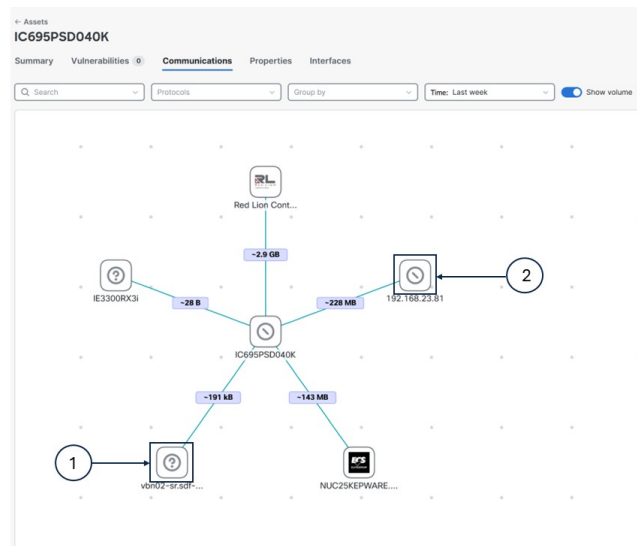 ← Assets
IC695PSD040K
Summary Vulnerabilities 0 Communications Properties Interfaces
Search Protocols Group by Time: Last week Show volume
RL
Red Lion Cont...
~2.9 GB
IE3300RX3i
~28 B
~228 MB
192.168.23.81
2
IC695PSD040K
~191 kB
~143 MB
1
vbn02-sr.sdf-...
ECS
NUC25KEPWARE....